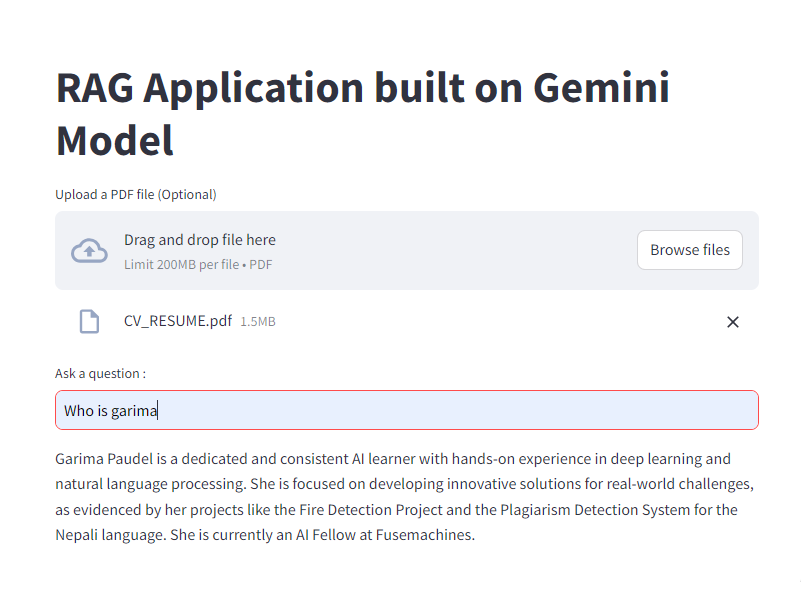 RAG Application built on Gemini
Model
Upload a PDF file (Optional)
Drag and drop file here
Limit 200MB per file • PDF
Browse files
CV_RESUME.pdf 1.5MB
Ask a question :
Who is garima
Garima Paudel is a dedicated and consistent AI learner with hands-on experience in deep learning and
natural language processing. She is focused on developing innovative solutions for real-world challenges,
as evidenced by her projects like the Fire Detection Project and the Plagiarism Detection System for the
Nepali language. She is currently an AI Fellow at Fusemachines.